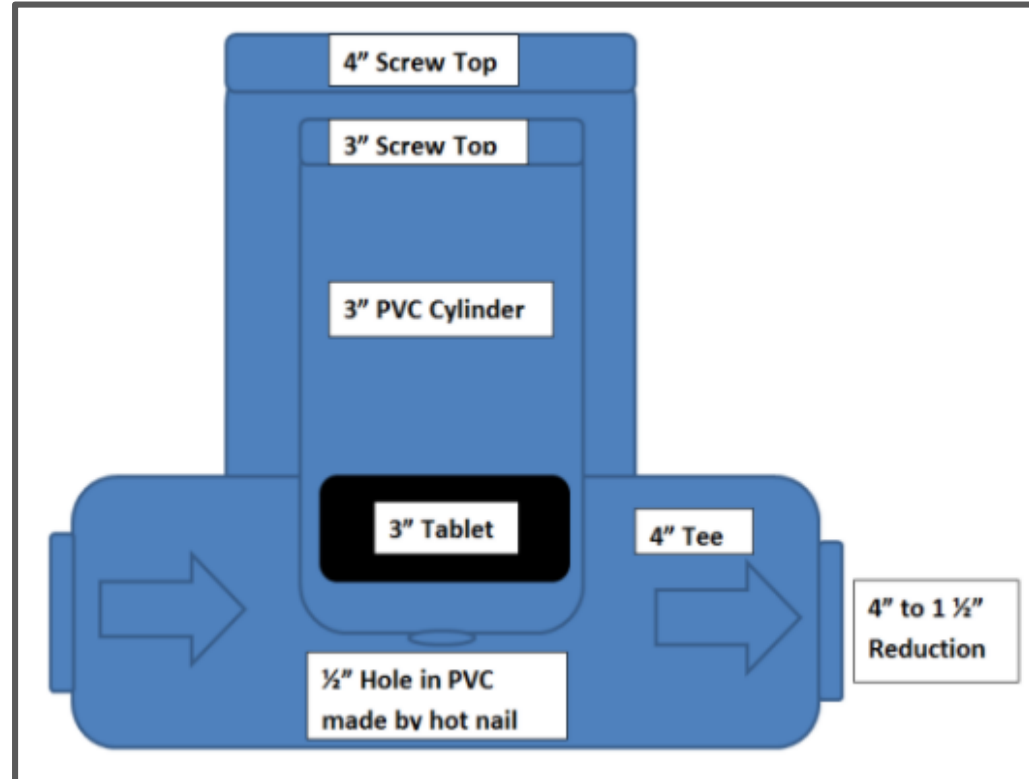 4” Screw Top
3” Screw Top
3” PVC Cylinder
3” Tablet
4” Tee
4” to 1 ½”
Reduction
½” Hole in PVC
made by hot nail